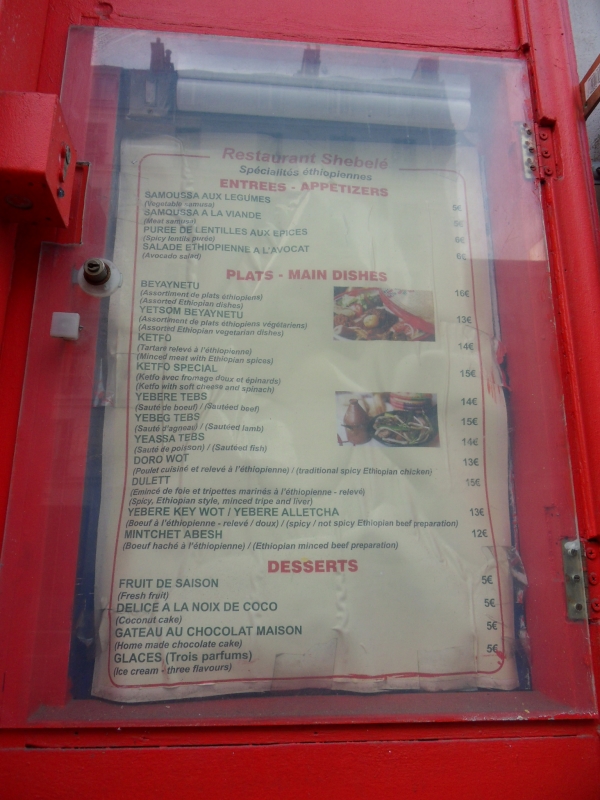 Restaurant Shebelé
Spécialités éthiopiennes
ENTREES - APPETIZERS
SAMOUSSA AUX LEGUMES 5€
(Vegetable samusa)
SAMOUSSA A LA VIANDE
(Meat samusa)
PUREE DE LENTILLES AUX EPICES 6€
(Spicy lentils purée)
SALADE ETHIOPIENNE A L'AVOCAT 6€
(Avocado salad)
PLATS - MAIN DISHES
BEYAYNETU 16€
(Assortiment de plats éthiopiens)
(Assorted Ethiopian dishes)
YETSOM BEYAYNETU 13€
(Assortiment de plats éthiopiens végétariens)
(Assorted Ethiopian vegetarian dishes)
KETFO 14€
(Tartare relevé à l'éthiopienne)
(Minced meat with Ethiopian spices)
KETFO SPECIAL 15€
(Ketfo avec fromage doux et épinards)
(Ketfo with soft cheese and spinach)
YEBERE TEBS 14€
(Sauté de boeuf) / (Sautéed beef)
YEBEG TEBS 15€
(Sauté d'agneau) / (Sautéed lamb)
YEASSA TEBS 14€
(Sauté de poisson) / (Sautéed fish)
DORO WOT 13€
(Poulet cuisiné et relevé à l'éthiopienne) / (traditional spicy Ethiopian chicken)
DULETT 15€
(Emincé de foie et tripettes marinés à l'éthiopienne - relevé)
(Spicy, Ethiopian style, minced tripe and liver)
YEBERE KEY WOT / YEBERE ALLETCHA 13€
(Boeuf à l'éthiopienne - relevé / doux) / (spicy / not spicy Ethiopian beef preparation)
MINTCHET ABESH 12€
(Boeuf haché à l'éthiopienne) / (Ethiopian minced beef preparation)
DESSERTS
FRUIT DE SAISON 5€
(Fresh fruit)
DELICE A LA NOIX DE COCO 5€
(Coconut cake)
GATEAU AU CHOCOLAT MAISON 5€
(Home made chocolate cake)
GLACES (Trois parfums) 5€
(Ice cream - three flavours)